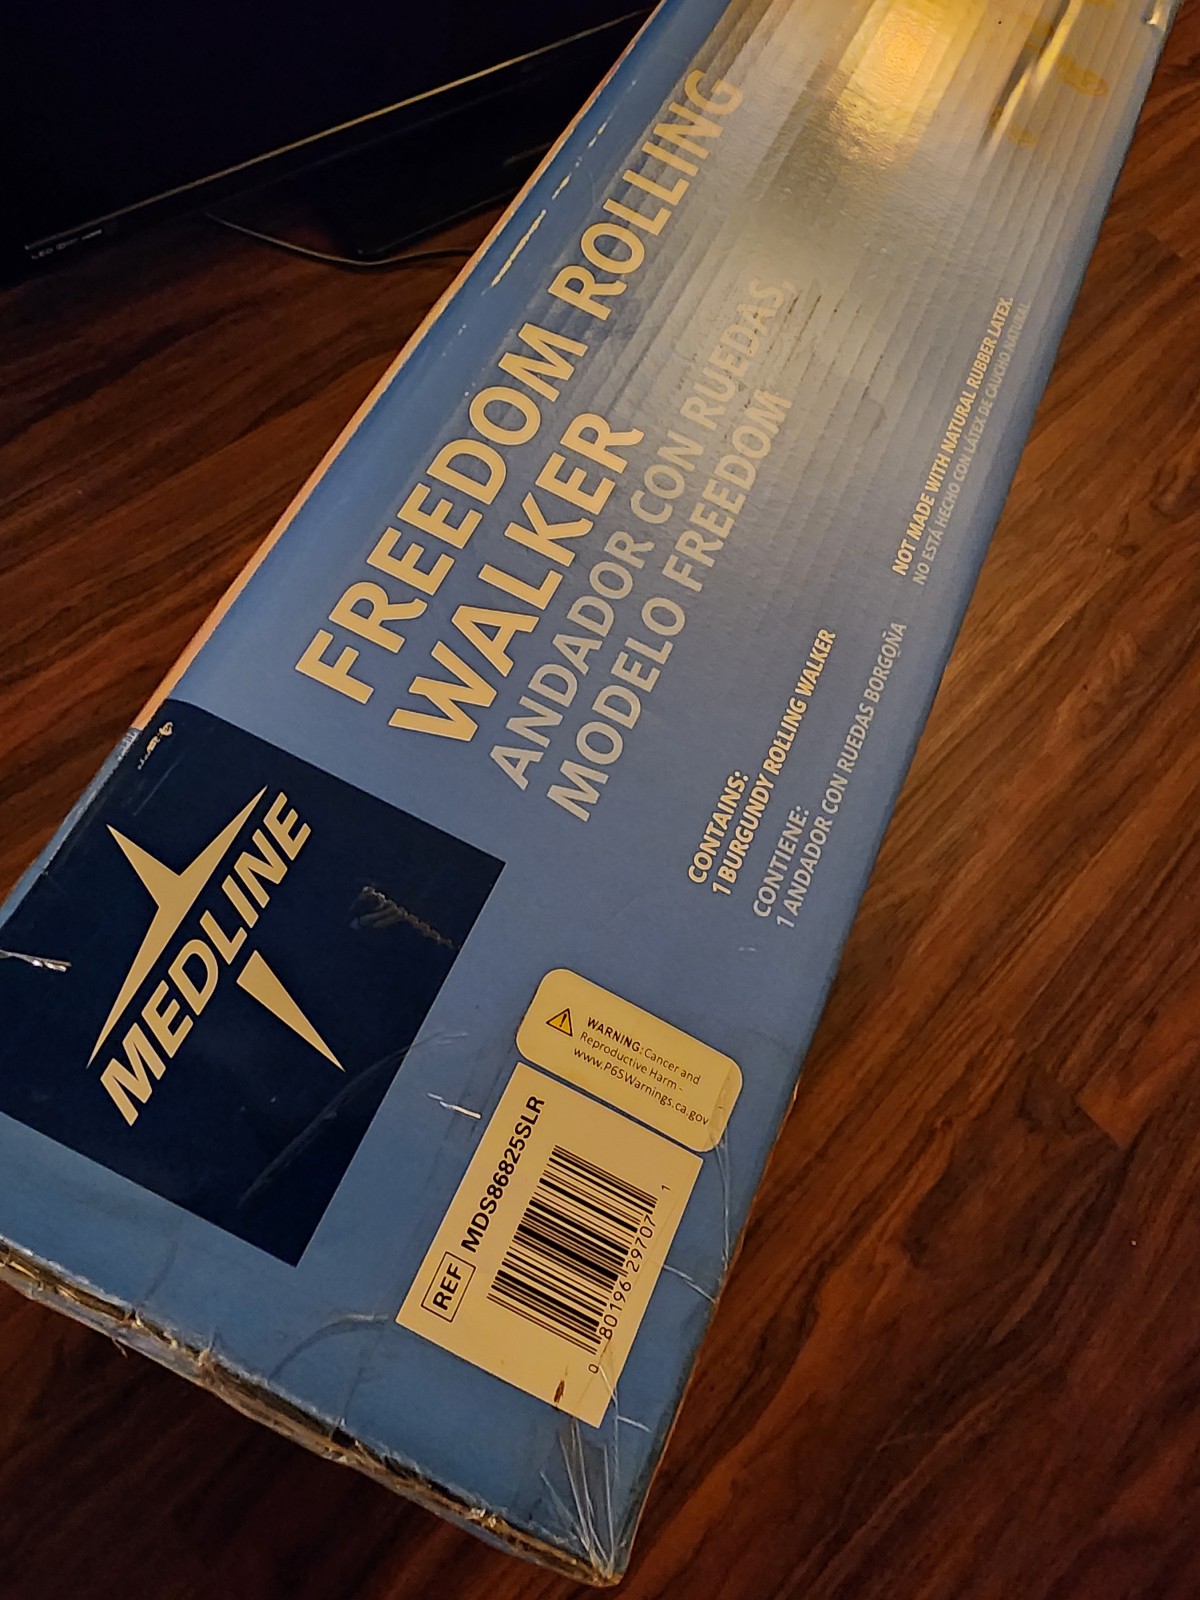 FREEDOM ROLLING
WALKER
ANDADOR CON RUEDAS,
MODELO FREEDOM
CONTAINS:
1 BURGUNDY ROLLING WALKER
CONTIENE:
1 ANDADOR CON RUEDAS BORGOÑA
NOT MADE WITH NATURAL RUBBER LATEX.
NO ESTÁ HECHO CON LÁTEX DE CAUCHO NATURAL
MEDLINE
WARNING: Cancer and
Reproductive Harm -
www.P65Warnings.ca.gov
REF MDS86825SLR
0 80196 29707 1